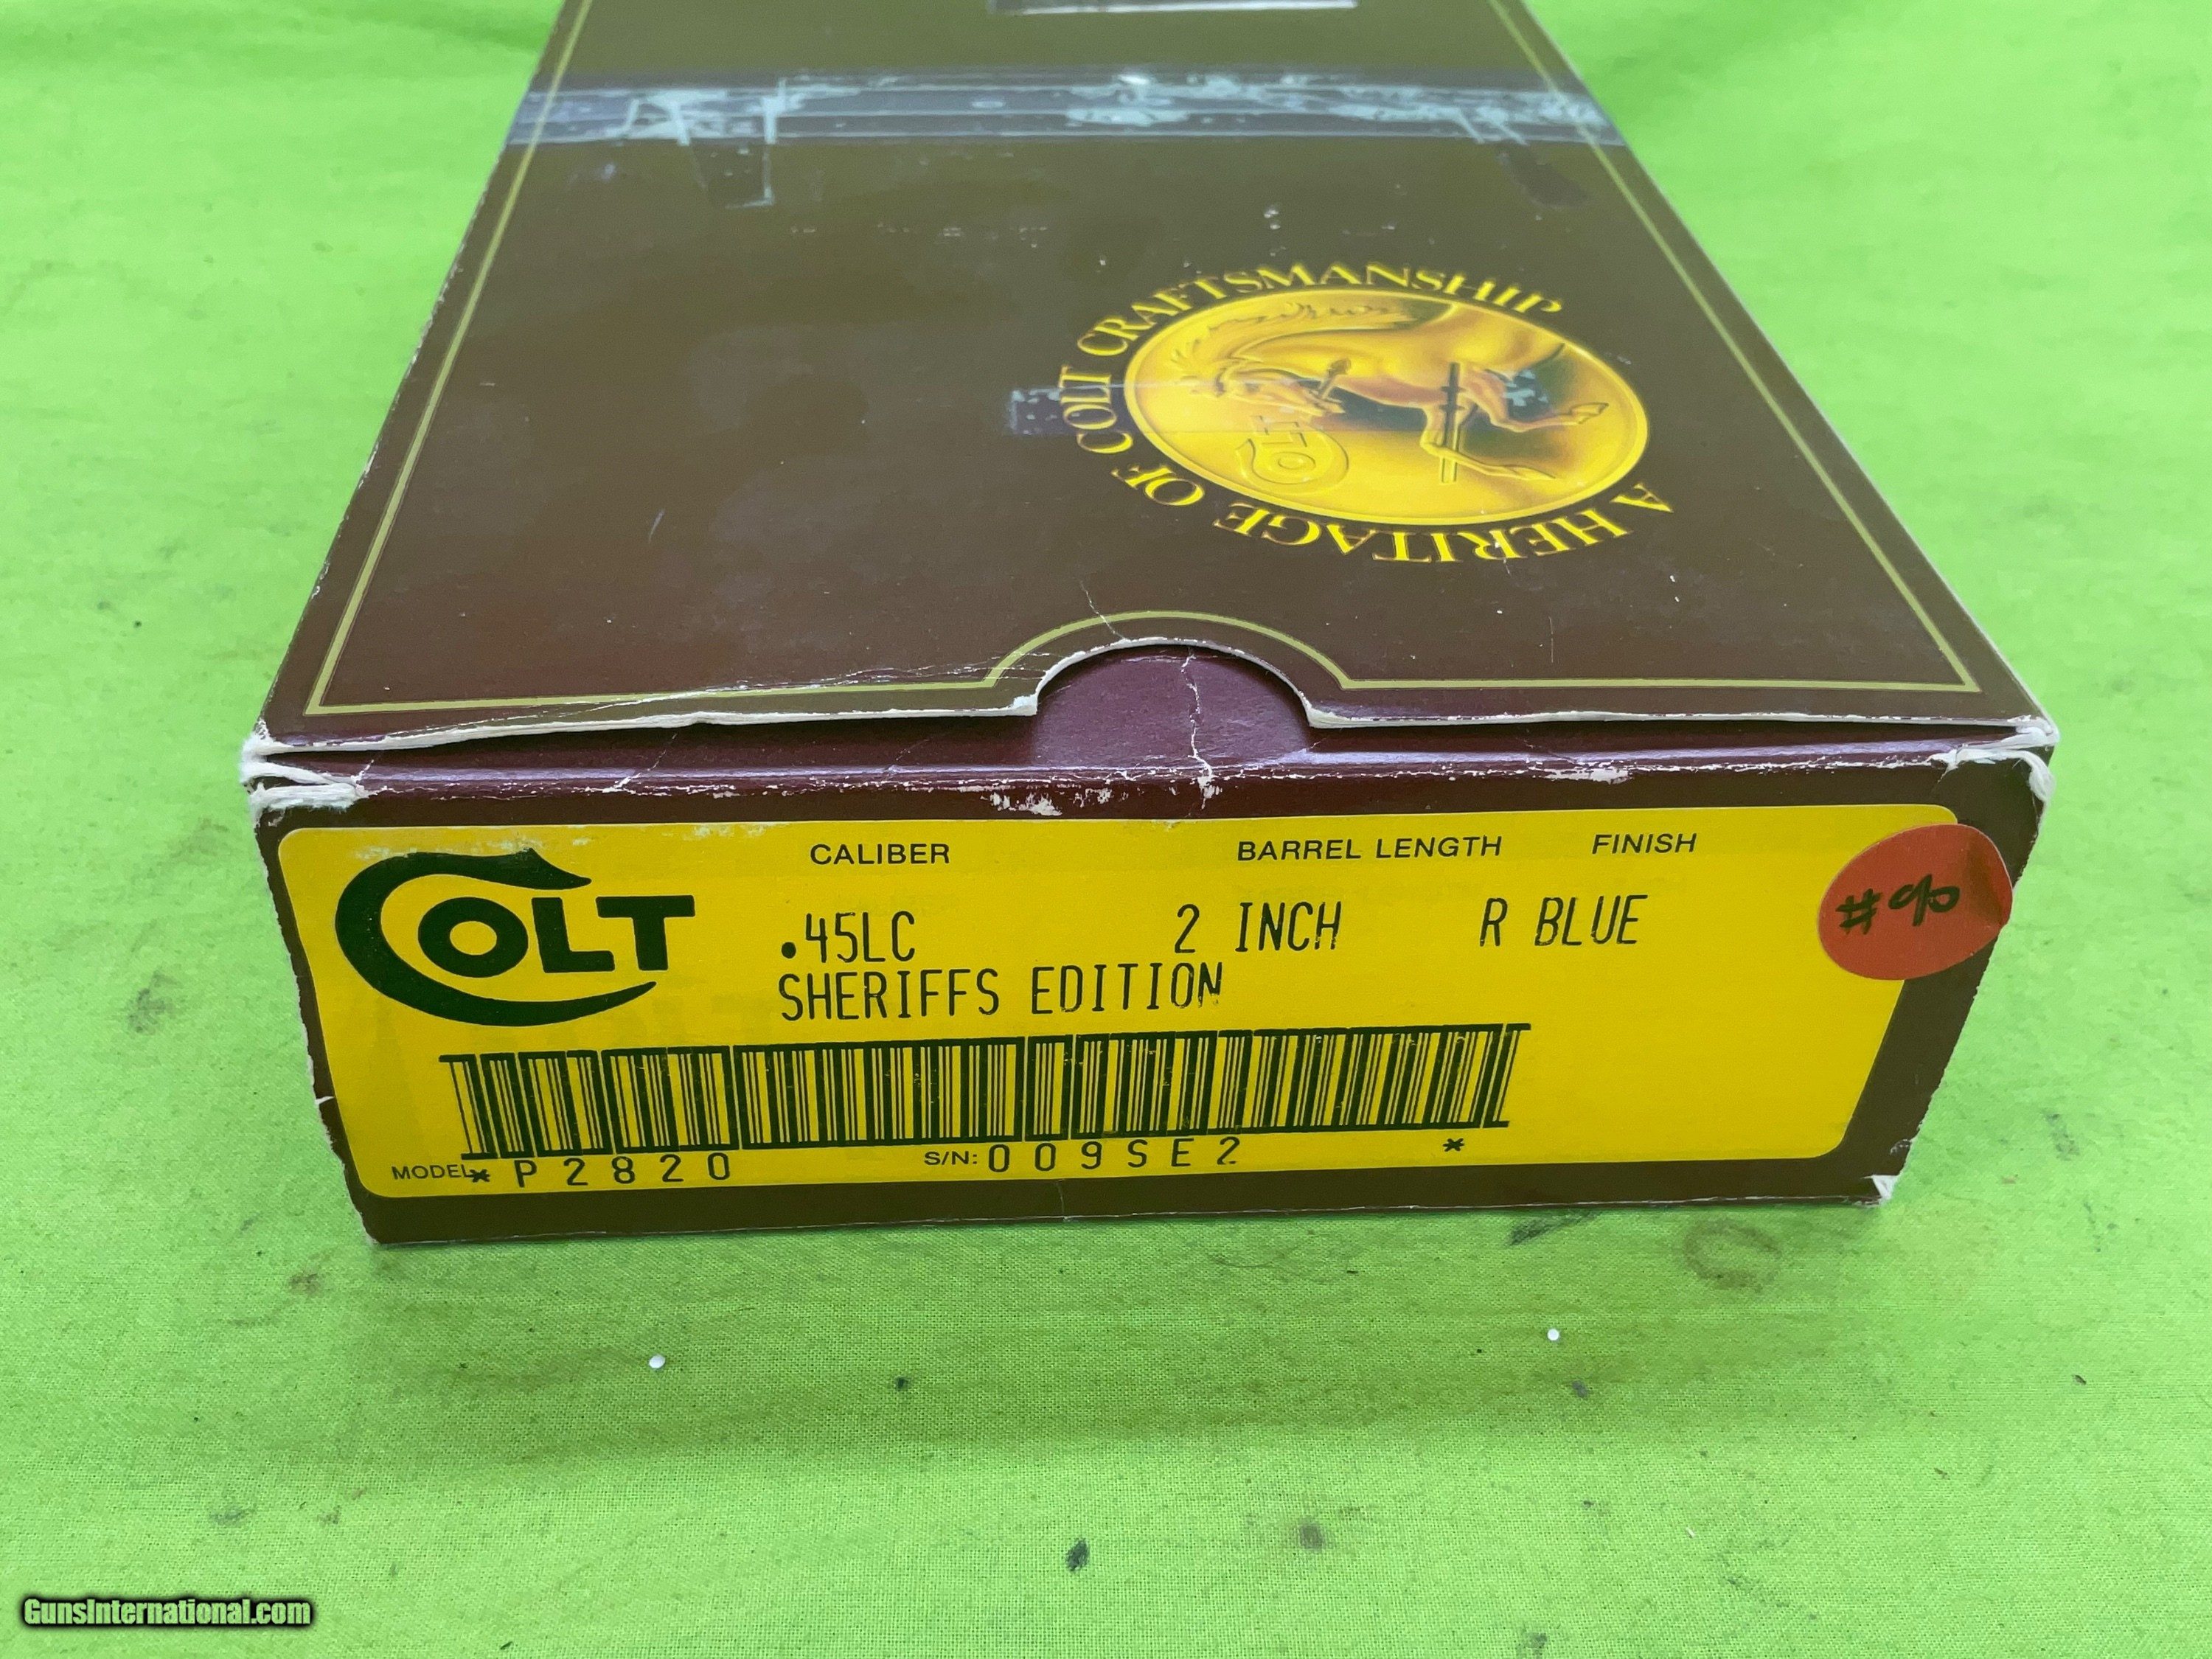 A HERITAGE OF COLT CRAFTSMANSHIP
COLT
COLT
CALIBER BARREL LENGTH FINISH
.45LC 2 INCH R BLUE
#90
SHERIFFS EDITION
MODEL* P2820 S/N: 009SE2 *
GunsInternational.com